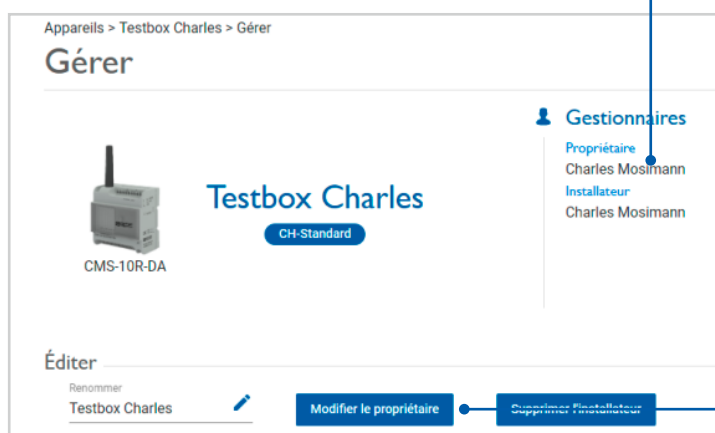 Appareils > Testbox Charles > Gérer
Gérer
Gestionnaires
Propriétaire
Charles Mosimann
Installateur
Charles Mosimann
Testbox Charles
CH-Standard
CMS-10R-DA
Éditer
Renommer
Testbox Charles
Modifier le propriétaire
Supprimer l'installateur